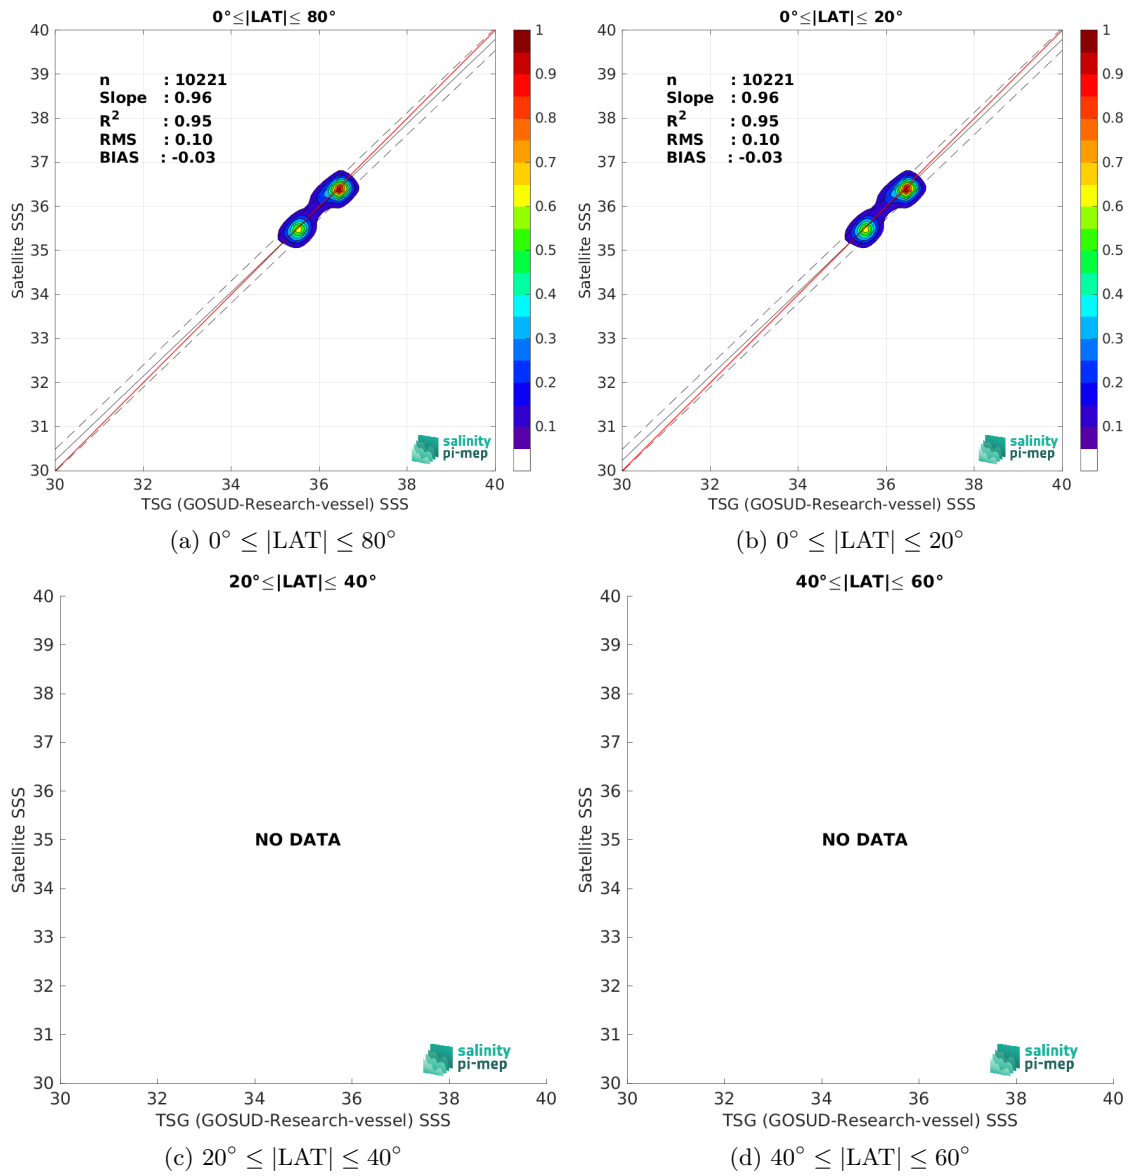 0°≤|LAT|≤ 80°
40
39
38
37
36
35
34
33
32
31
30
Satellite SSS
n : 10221
Slope : 0.96
R² : 0.95
RMS : 0.10
BIAS : -0.03
salinity
pi-mep
30 32 34 36 38 40
TSG (GOSUD-Research-vessel) SSS
1
0.9
0.8
0.7
0.6
0.5
0.4
0.3
0.2
0.1
(a) 0° ≤ |LAT| ≤ 80°
0°≤|LAT|≤ 20°
40
39
38
37
36
35
34
33
32
31
30
Satellite SSS
n : 10221
Slope : 0.96
R² : 0.95
RMS : 0.10
BIAS : -0.03
salinity
pi-mep
30 32 34 36 38 40
TSG (GOSUD-Research-vessel) SSS
1
0.9
0.8
0.7
0.6
0.5
0.4
0.3
0.2
0.1
(b) 0° ≤ |LAT| ≤ 20°
20°≤|LAT|≤ 40°
40
39
38
37
36
35
34
33
32
31
30
Satellite SSS
NO DATA
salinity
pi-mep
30 32 34 36 38 40
TSG (GOSUD-Research-vessel) SSS
(c) 20° ≤ |LAT| ≤ 40°
40°≤|LAT|≤ 60°
40
39
38
37
36
35
34
33
32
31
30
Satellite SSS
NO DATA
salinity
pi-mep
30 32 34 36 38 40
TSG (GOSUD-Research-vessel) SSS
(d) 40° ≤ |LAT| ≤ 60°